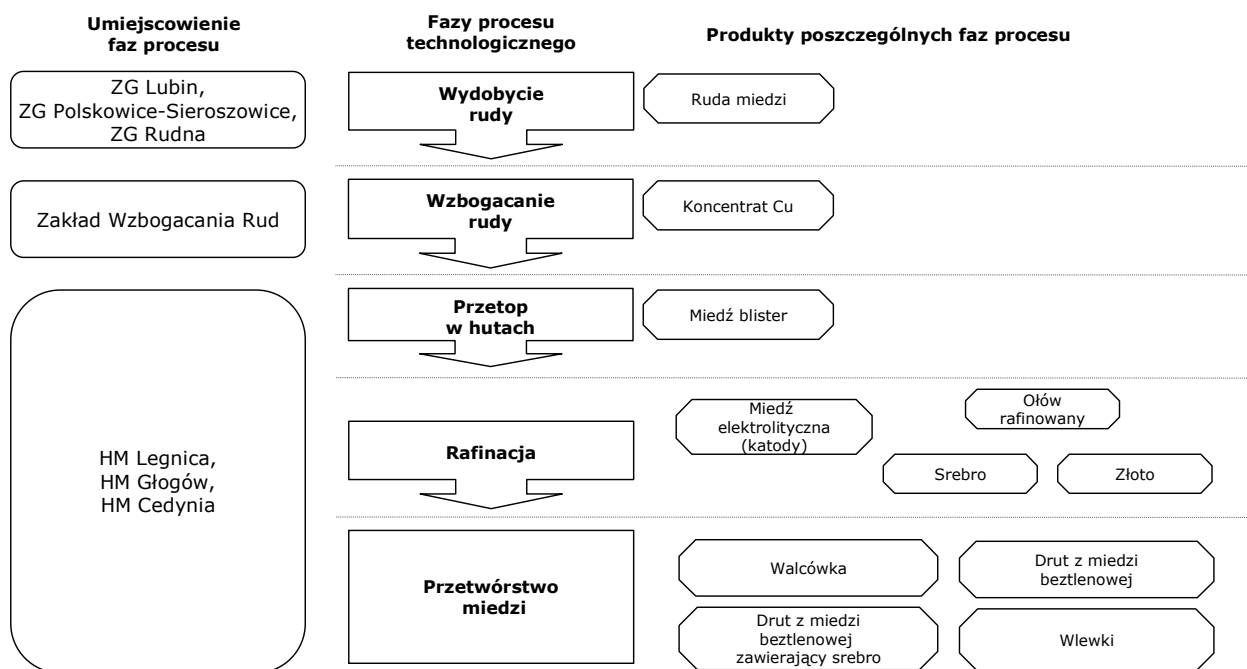 Umiejscowienie
faz procesu
Fazy procesu
technologicznego
Produkty poszczególnych faz procesu
ZG Lubin,
ZG Polskowice-Sieroszowice,
ZG Rudna
Wydobycie
rudy
Ruda miedzi
Zakład Wzbogacania Rud
Wzbogacanie
rudy
Koncentrat Cu
Przetop
w hutach
Miedź blister
HM Legnica,
HM Głogów,
HM Cedynia
Rafinacja
Miedź
elektrolityczna
(katody)
Ołów
rafinowany
Srebro
Złoto
Przetwórstwo
miedzi
Walcówka
Drut z miedzi
beztlenowej
Drut z miedzi
beztlenowej
zawierający srebro
Wlewki